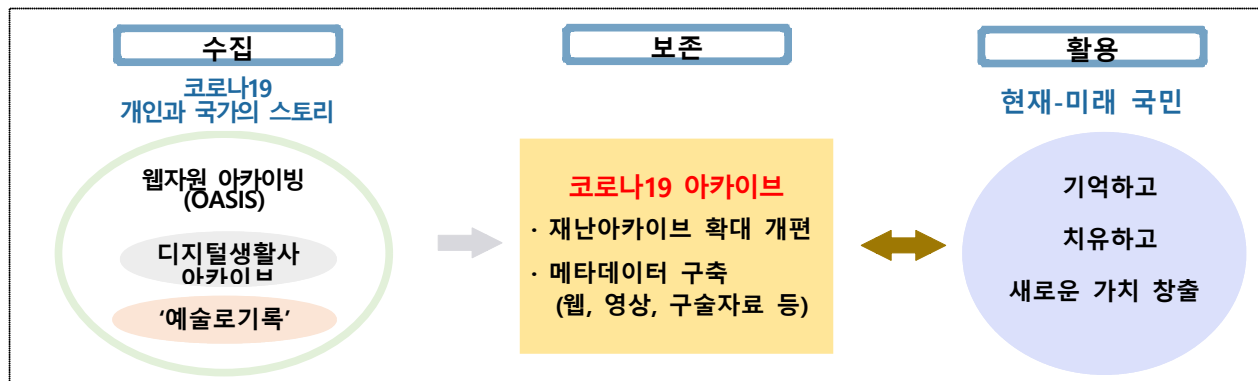 수집
코로나19
개인과 국가의 스토리
웹자원 아카이빙
(OASIS)
디지털생활사
아카이브
‘예술로기록’
보존
코로나19 아카이브
· 재난아카이브 확대 개편
· 메타데이터 구축
(웹, 영상, 구술자료 등)
활용
현재-미래 국민
기억하고
치유하고
새로운 가치 창출